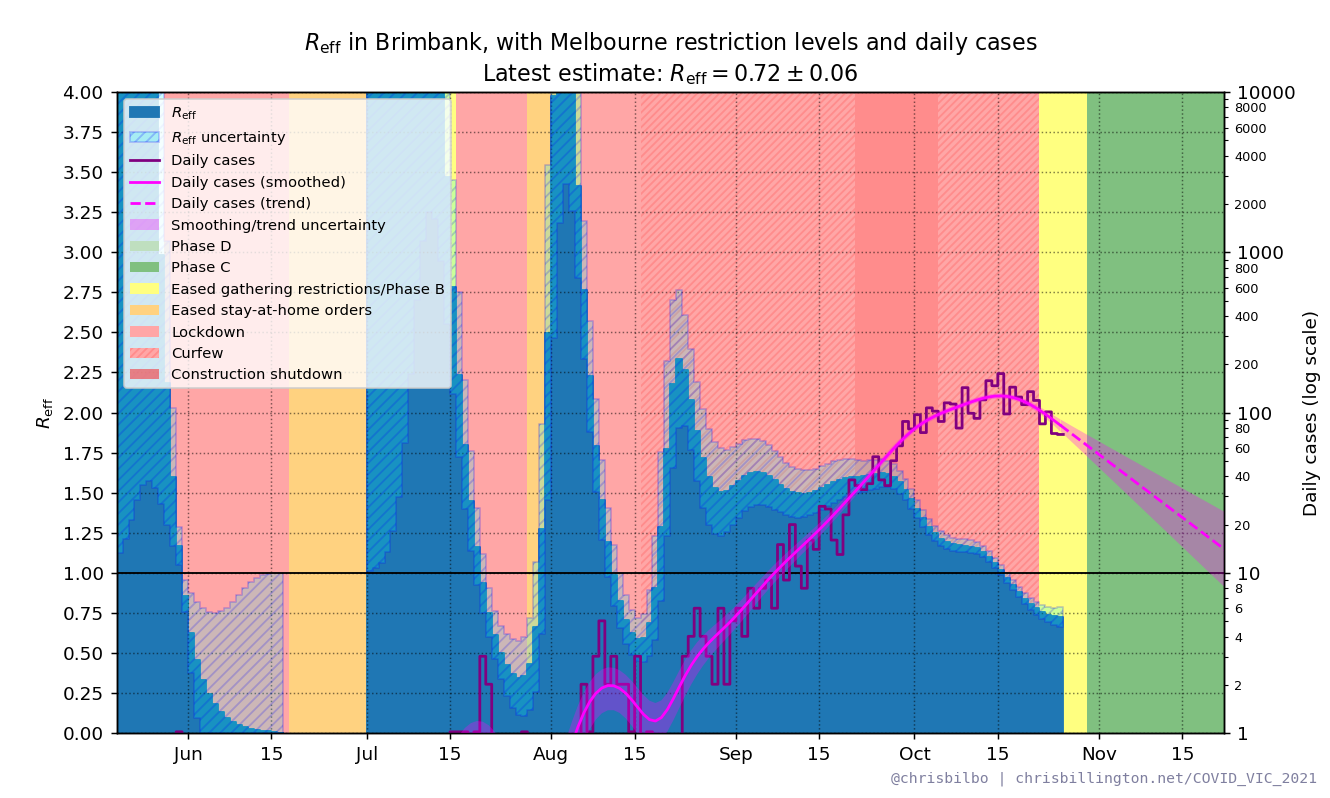 R_eff in Brimbank, with Melbourne restriction levels and daily cases
Latest estimate: R_eff = 0.72 ± 0.06
R_eff
R_eff uncertainty
Daily cases
Daily cases (smoothed)
Daily cases (trend)
Smoothing/trend uncertainty
Phase D
Phase C
Eased gathering restrictions/Phase B
Eased stay-at-home orders
Lockdown
Curfew
Construction shutdown
R_eff
4.00
3.75
3.50
3.25
3.00
2.75
2.50
2.25
2.00
1.75
1.50
1.25
1.00
0.75
0.50
0.25
0.00
Jun 15 Jul 15 Aug 15 Sep 15 Oct 15 Nov 15
10000
8000
6000
4000
2000
1000
800
600
400
200
100
80
60
40
20
10
8
6
4
2
1
Daily cases (log scale)
@chrisbilbo | chrisbillington.net/COVID_VIC_2021